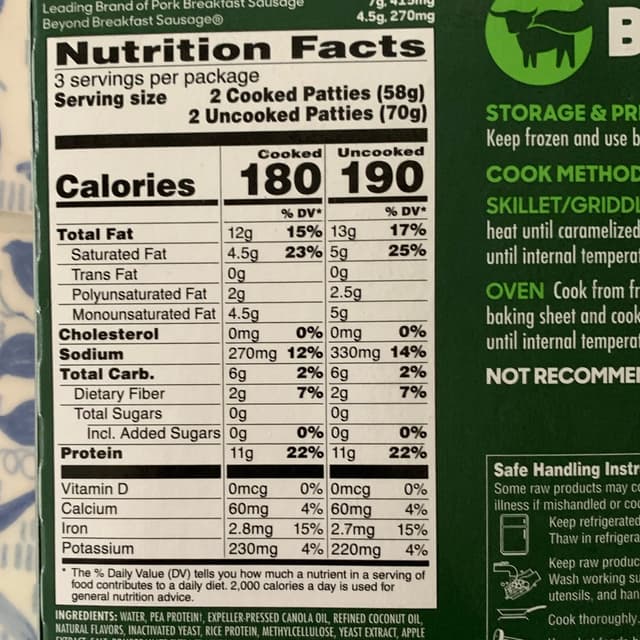 Leading Brand of Pork Breakfast Sausage 7g, 415mg
Beyond Breakfast Sausage® 4.5g, 270mg
Nutrition Facts
3 servings per package
Serving size 2 Cooked Patties (58g)
2 Uncooked Patties (70g)
Cooked Uncooked
Calories 180 190
% DV* % DV*
Total Fat 12g 15% 13g 17%
Saturated Fat 4.5g 23% 5g 25%
Trans Fat 0g 0g
Polyunsaturated Fat 2g 2.5g
Monounsaturated Fat 4.5g 5g
Cholesterol 0mg 0% 0mg 0%
Sodium 270mg 12% 330mg 14%
Total Carb. 6g 2% 6g 2%
Dietary Fiber 2g 7% 2g 7%
Total Sugars 0g 0g
Incl. Added Sugars 0g 0% 0g 0%
Protein 11g 22% 11g 22%
Vitamin D 0mcg 0% 0mcg 0%
Calcium 60mg 4% 60mg 4%
Iron 2.8mg 15% 2.7mg 15%
Potassium 230mg 4% 220mg 4%
* The % Daily Value (DV) tells you how much a nutrient in a serving of
food contributes to a daily diet. 2,000 calories a day is used for
general nutrition advice.
INGREDIENTS: WATER, PEA PROTEIN†, EXPELLER-PRESSED CANOLA OIL, REFINED COCONUT OIL,
NATURAL FLAVORS, INACTIVATED YEAST, RICE PROTEIN, METHYLCELLULOSE, YEAST EXTRACT, APPLE
B
STORAGE & PR
Keep frozen and use b
COOK METHOD
SKILLET/GRIDDL
heat until caramelized
until internal tempera
OVEN Cook from fr
baking sheet and cook
until internal tempera
NOT RECOMME
Safe Handling Instr
Some raw products may co
illness if mishandled or coo
Keep refrigerated
Thaw in refrigera
Keep raw produc
Wash working su
utensils, and han
Cook thoroughly